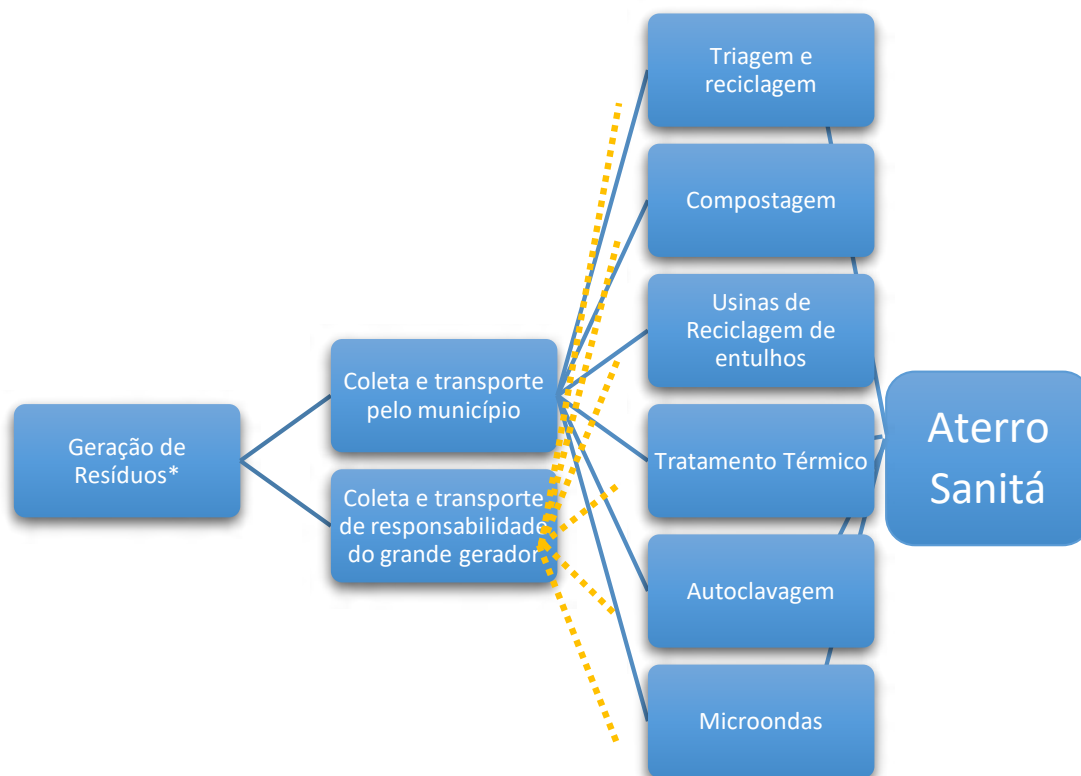 Geração de
Resíduos*
Coleta e transporte
pelo município
Coleta e transporte
de responsabilidade
do grande gerador
Triagem e
reciclagem
Compostagem
Usinas de
Reciclagem de
entulhos
Tratamento Térmico
Autoclavagem
Microondas
Aterro
Sanitá